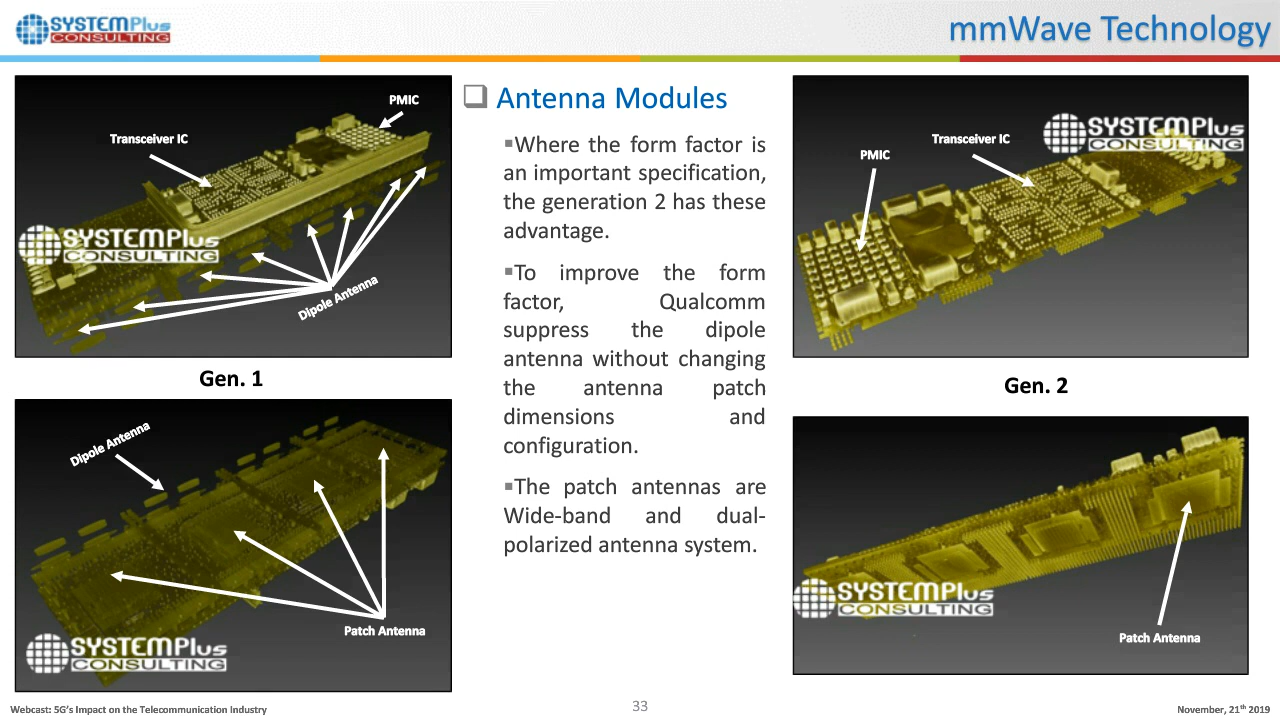 SYSTEMPlus
CONSULTING
mmWave Technology
PMIC
Transceiver IC
SYSTEMPlus
CONSULTING
Dipole Antenna
Gen. 1
Dipole Antenna
Patch Antenna
SYSTEMPlus
CONSULTING
❑ Antenna Modules
▪Where the form factor is
an important specification,
the generation 2 has these
advantage.
▪To improve the form
factor, Qualcomm
suppress the dipole
antenna without changing
the antenna patch
dimensions and
configuration.
▪The patch antennas are
Wide-band and dual-
polarized antenna system.
Transceiver IC
SYSTEMPlus
CONSULTING
PMIC
Gen. 2
SYSTEMPlus
CONSULTING
Patch Antenna
Webcast: 5G's Impact on the Telecommunication Industry
33
November, 21th 2019